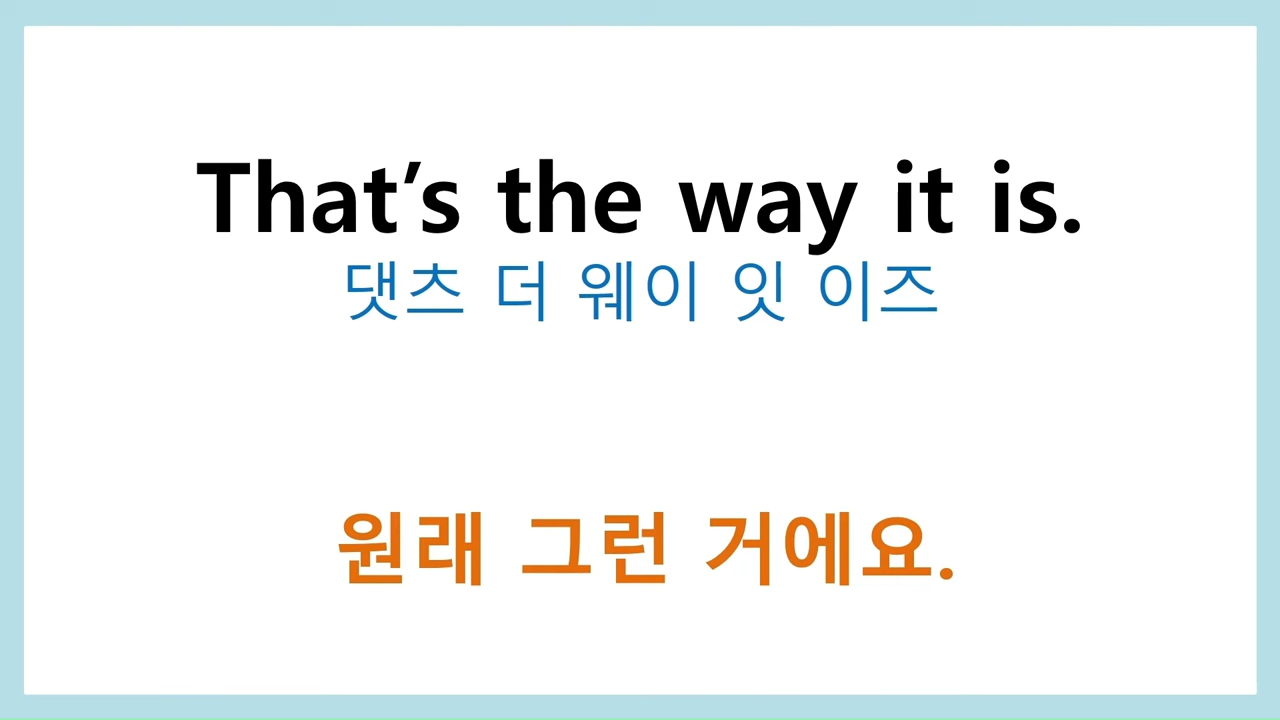 That’s the way it is.
댓츠 더 웨이 잇 이즈
원래 그런 거에요.